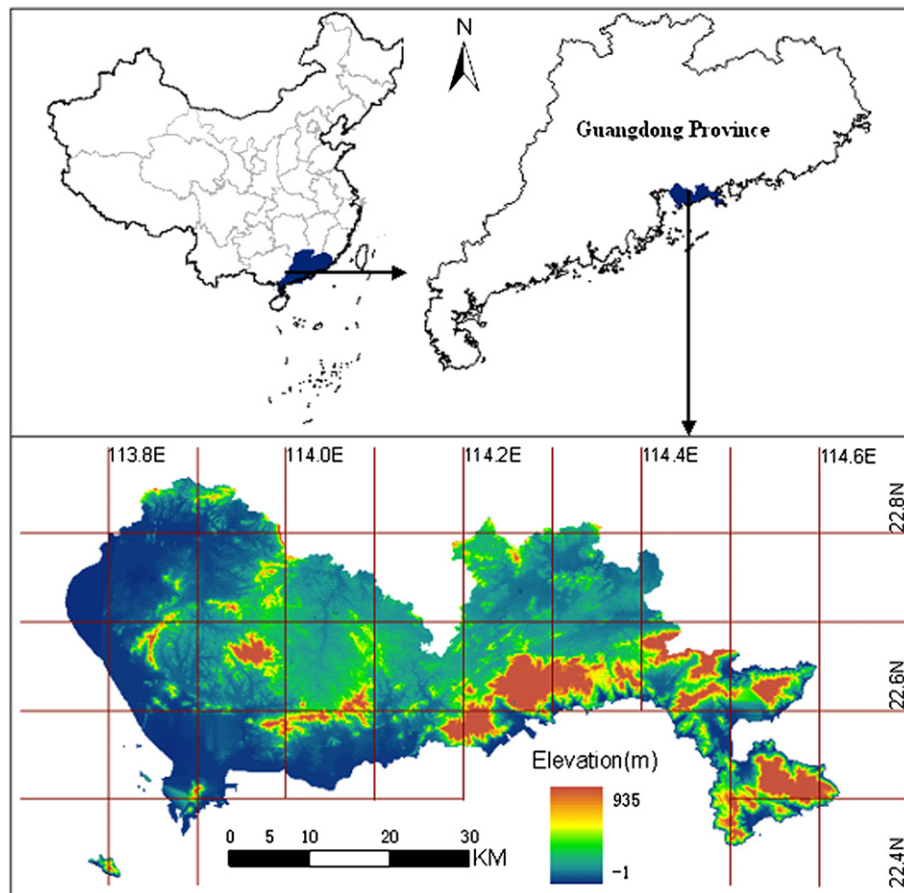 N
Guangdong Province
113.8E 114.0E 114.2E 114.4E 114.6E
22.8N
22.6N
22.4N
Elevation(m)
935
-1
0 5 10 20 30
KM